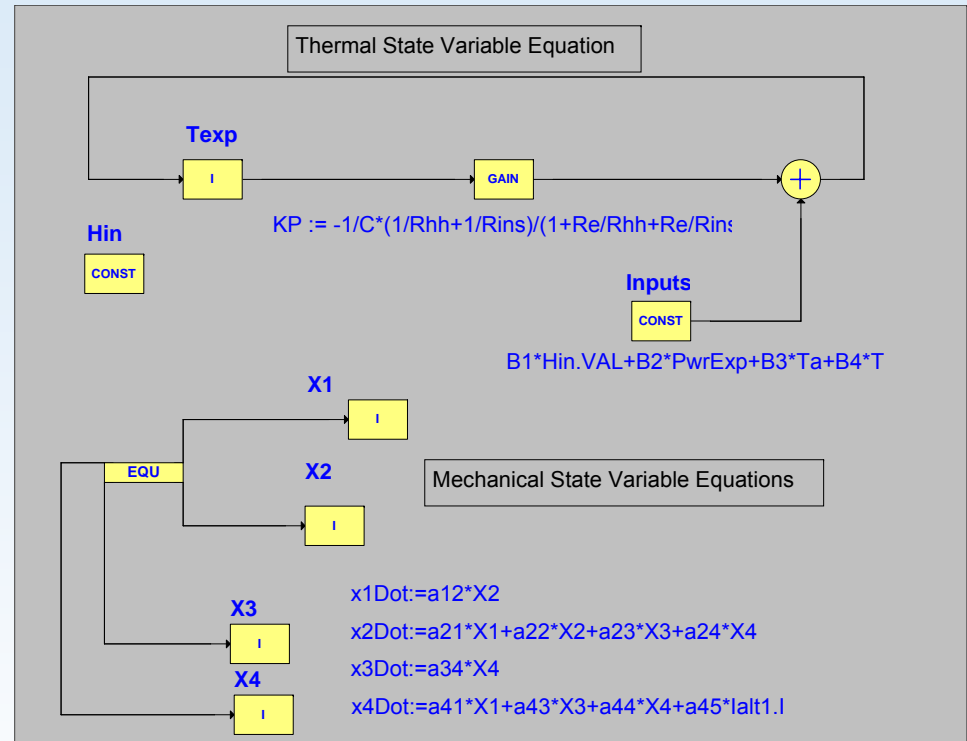 Thermal State Variable Equation
Texp
I
GAIN
KP := -1/C*(1/Rhh+1/Rins)/(1+Re/Rhh+Re/Rins
Hin
CONST
Inputs
CONST
B1*Hin.VAL+B2*PwrExp+B3*Ta+B4*T
X1
I
EQU
X2
Mechanical State Variable Equations
I
x1Dot:=a12*X2
X3
x2Dot:=a21*X1+a22*X2+a23*X3+a24*X4
I
x3Dot:=a34*X4
X4
x4Dot:=a41*X1+a43*X3+a44*X4+a45*Ialt1.I
I